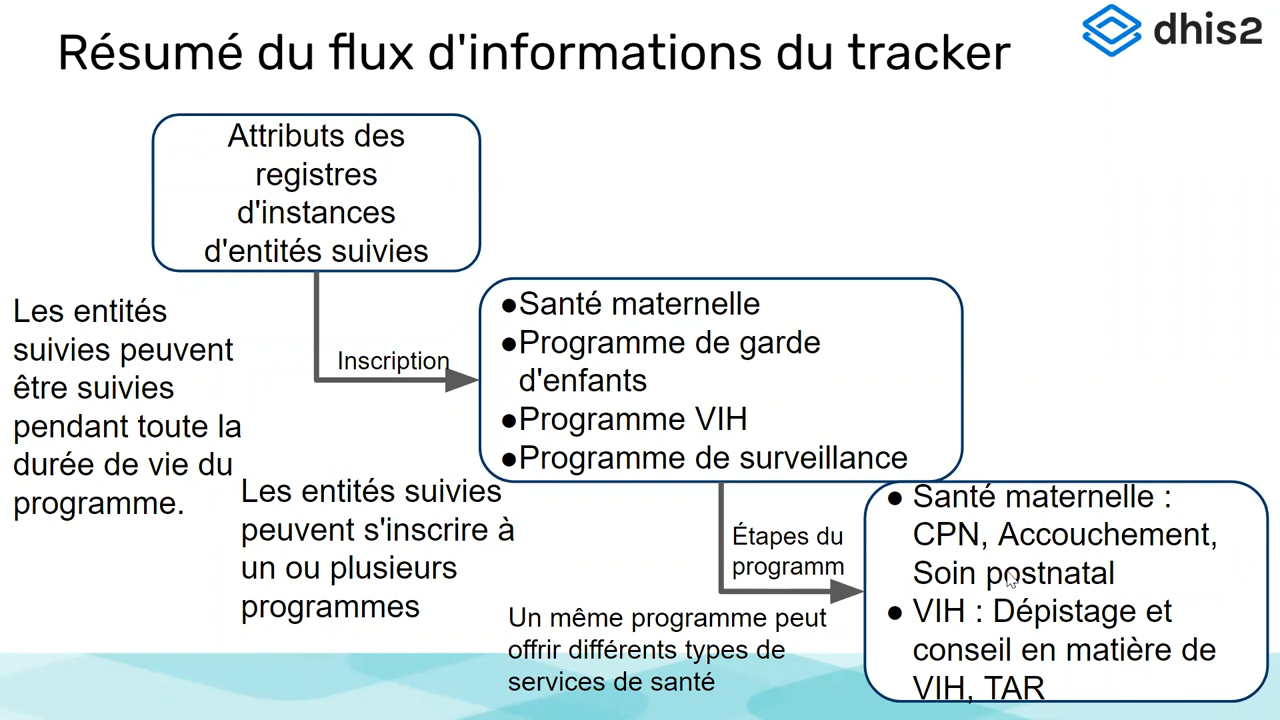 dhis2
Résumé du flux d'informations du tracker
Attributs des
registres
d'instances
d'entités suivies
Les entités
suivies peuvent
être suivies
pendant toute la
durée de vie du
programme.
Inscription
●Santé maternelle
●Programme de garde
d'enfants
●Programme VIH
●Programme de surveillance
Les entités suivies
peuvent s'inscrire à
un ou plusieurs
programmes
Étapes du
programm
Un même programme peut
offrir différents types de
services de santé
● Santé maternelle :
CPN, Accouchement,
Soin postnatal
● VIH : Dépistage et
conseil en matière de
VIH, TAR